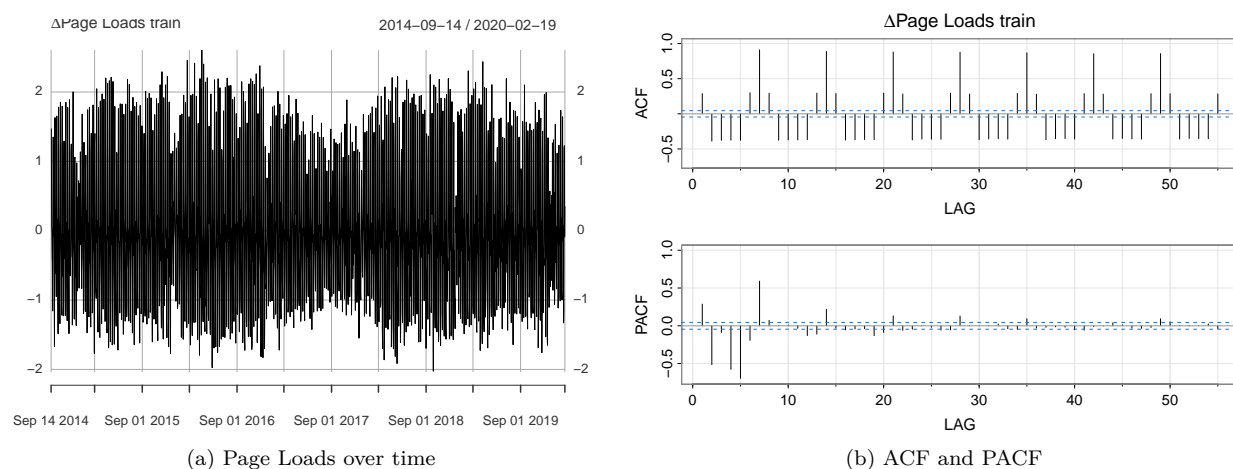 ΔPage Loads train 2014−09−14 / 2020−02−19
2 2
1 1
0 0
−1 −1
−2 −2
Sep 14 2014 Sep 01 2015 Sep 01 2016 Sep 01 2017 Sep 01 2018 Sep 01 2019
(a) Page Loads over time
ΔPage Loads train
ACF
1.0
0.5
−0.5
0 10 20 30 40 50
LAG
PACF
1.0
0.5
0.0
−0.5
0 10 20 30 40 50
LAG
(b) ACF and PACF